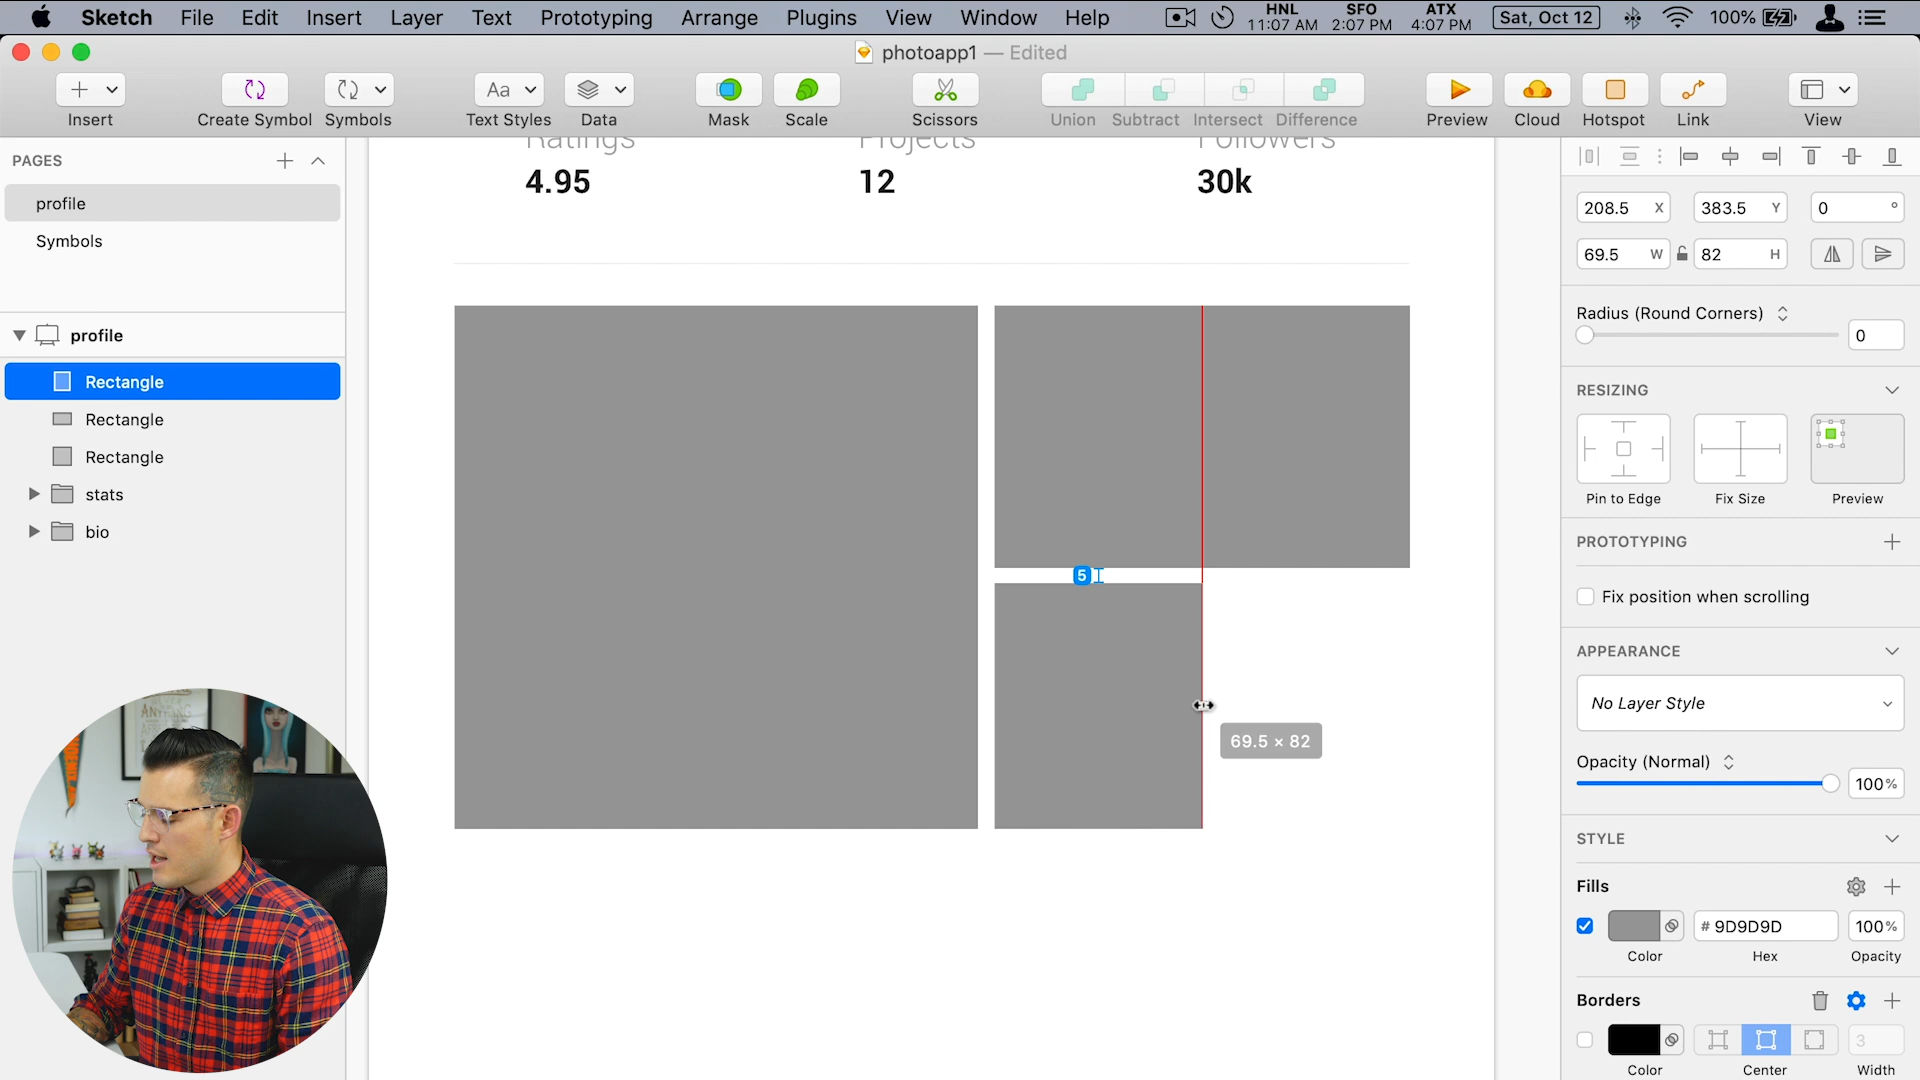 Sketch File Edit Insert Layer Text Prototyping Arrange Plugins View Window Help
HNL 11:07 AM
SFO 2:07 PM
ATX 4:07 PM
Sat, Oct 12
100%
photoapp1 — Edited
Insert
Create Symbol
Symbols
Aa
Text Styles
Data
Mask
Scale
Scissors
Union
Subtract
Intersect
Difference
Preview
Cloud
Hotspot
Link
View
PAGES
profile
Symbols
profile
Rectangle
Rectangle
Rectangle
stats
bio
Ratings
Projects
Followers
4.95
12
30k
5
69.5 × 82
208.5 X
383.5 Y
0 °
69.5 W
82 H
Radius (Round Corners)
0
RESIZING
Pin to Edge
Fix Size
Preview
PROTOTYPING
Fix position when scrolling
APPEARANCE
No Layer Style
Opacity (Normal)
100%
STYLE
Fills
# 9D9D9D
100%
Color
Hex
Opacity
Borders
3
Color
Center
Width